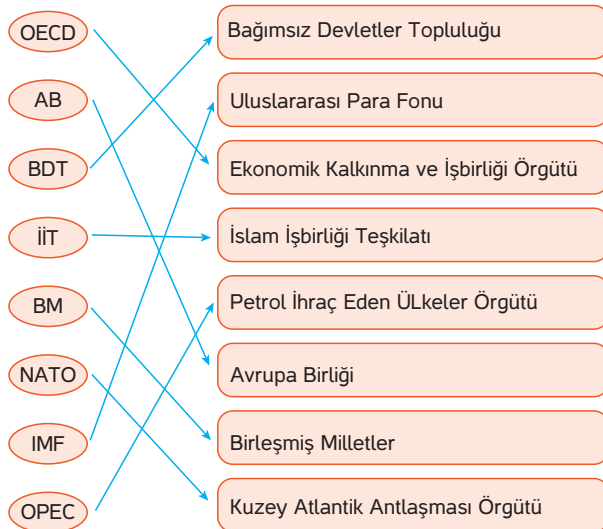 OECD
Bağımsız Devletler Topluluğu
AB
Uluslararası Para Fonu
BDT
Ekonomik Kalkınma ve İşbirliği Örgütü
İİT
İslam İşbirliği Teşkilatı
BM
Petrol İhraç Eden ÜLkeler Örgütü
NATO
Avrupa Birliği
IMF
Birleşmiş Milletler
OPEC
Kuzey Atlantik Antlaşması Örgütü